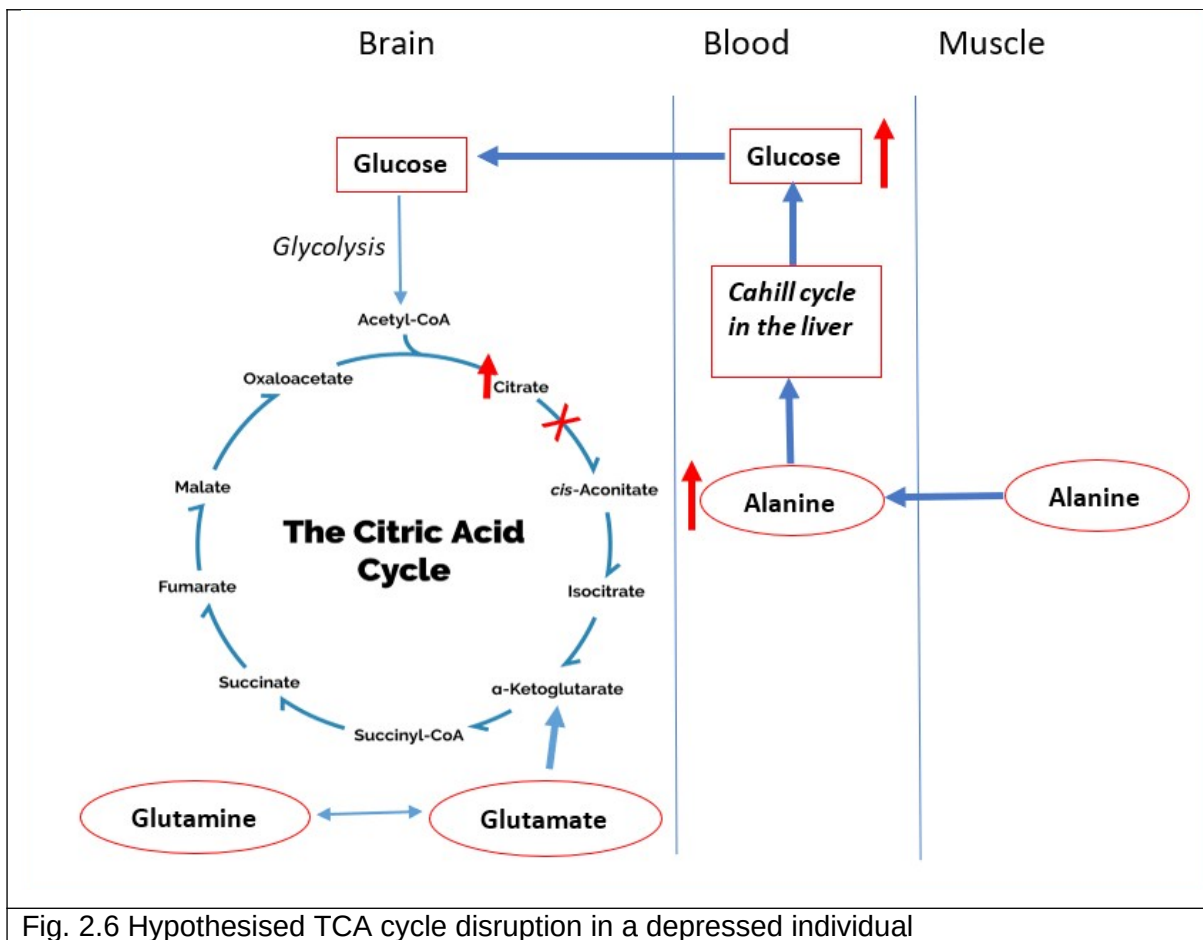 Brain
Blood
Muscle
Glucose
Glucose
Glycolysis
Cahill cycle
in the liver
Acetyl-CoA
Oxaloacetate
Citrate
Malate
cis-Aconitate
Alanine
Alanine
The Citric Acid
Cycle
Fumarate
Isocitrate
Succinate
α-Ketoglutarate
Succinyl-CoA
Glutamine
Glutamate
Fig. 2.6 Hypothesised TCA cycle disruption in a depressed individual